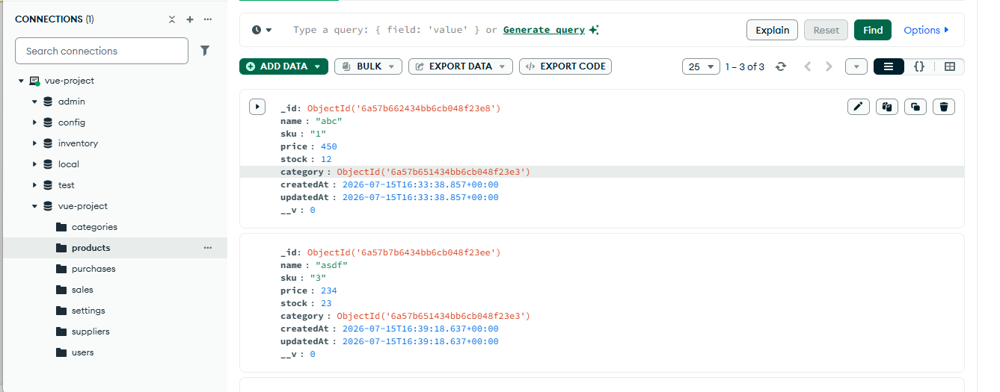 CONNECTIONS (1)
Search connections
vue-project
admin
config
inventory
local
test
vue-project
categories
products
purchases
sales
settings
suppliers
users
Type a query: { field: 'value' } or Generate query
Explain
Reset
Find
Options
ADD DATA
BULK
EXPORT DATA
EXPORT CODE
25
1 – 3 of 3
_id: ObjectId('6a57b662434bb6cb048f23e8')
name : "abc"
sku : "1"
price : 450
stock : 12
category : ObjectId('6a57b651434bb6cb048f23e3')
createdAt : 2026-07-15T16:33:38.857+00:00
updatedAt : 2026-07-15T16:33:38.857+00:00
__v : 0
_id: ObjectId('6a57b7b6434bb6cb048f23ee')
name : "asdf"
sku : "3"
price : 234
stock : 23
category : ObjectId('6a57b651434bb6cb048f23e3')
createdAt : 2026-07-15T16:39:18.637+00:00
updatedAt : 2026-07-15T16:39:18.637+00:00
__v : 0